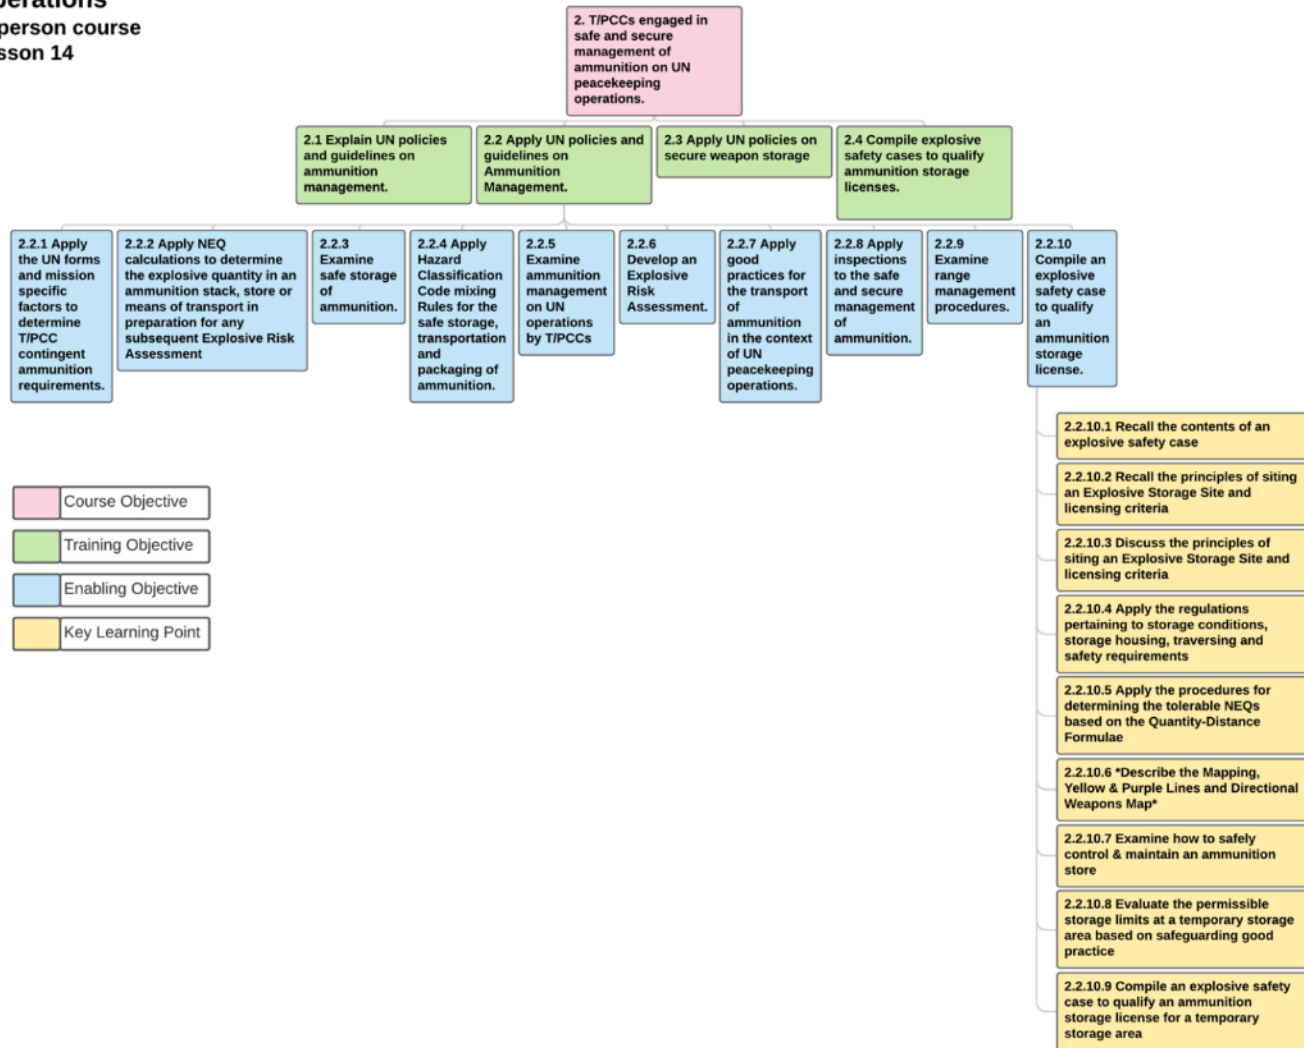 person course
sson 14
2. T/PCCs engaged in
safe and secure
management of
ammunition on UN
peacekeeping
operations.
2.1 Explain UN policies
and guidelines on
ammunition
management.
2.2 Apply UN policies and
guidelines on
Ammunition
Management.
2.3 Apply UN policies on
secure weapon storage
2.4 Compile explosive
safety cases to qualify
ammunition storage
licenses.
2.2.1 Apply
the UN forms
and mission
specific
factors to
determine
T/PCC
contingent
ammunition
requirements.
2.2.2 Apply NEQ
calculations to determine
the explosive quantity in an
ammunition stack, store or
means of transport in
preparation for any
subsequent Explosive Risk
Assessment
2.2.3
Examine
safe storage
of
ammunition.
2.2.4 Apply
Hazard
Classification
Code mixing
Rules for the
safe storage,
transportation
and
packaging of
ammunition.
2.2.5
Examine
ammunition
management
on UN
operations
by T/PCCs
2.2.6
Develop an
Explosive
Risk
Assessment.
2.2.7 Apply
good
practices for
the transport
of
ammunition
in the context
of UN
peacekeeping
operations.
2.2.8 Apply
inspections
to the safe
and secure
management
of
ammunition.
2.2.9
Examine
range
management
procedures.
2.2.10
Compile an
explosive
safety case
to qualify
an
ammunition
storage
license.
2.2.10.1 Recall the contents of an
explosive safety case
2.2.10.2 Recall the principles of siting
an Explosive Storage Site and
licensing criteria
2.2.10.3 Discuss the principles of
siting an Explosive Storage Site and
licensing criteria
2.2.10.4 Apply the regulations
pertaining to storage conditions,
storage housing, traversing and
safety requirements
2.2.10.5 Apply the procedures for
determining the tolerable NEQs
based on the Quantity-Distance
Formulae
2.2.10.6 *Describe the Mapping,
Yellow & Purple Lines and Directional
Weapons Map*
2.2.10.7 Examine how to safely
control & maintain an ammunition
store
2.2.10.8 Evaluate the permissible
storage limits at a temporary storage
area based on safeguarding good
practice
2.2.10.9 Compile an explosive safety
case to qualify an ammunition
storage license for a temporary
storage area
Course Objective
Training Objective
Enabling Objective
Key Learning Point